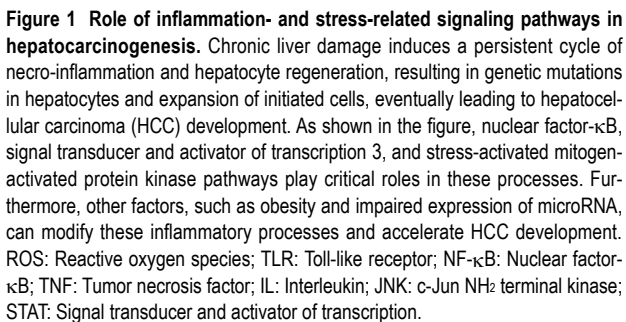 Figure 1 Role of inflammation- and stress-related signaling pathways in
hepatocarcinogenesis. Chronic liver damage induces a persistent cycle of
necro-inflammation and hepatocyte regeneration, resulting in genetic mutations
in hepatocytes and expansion of initiated cells, eventually leading to hepatocel-
lular carcinoma (HCC) development. As shown in the figure, nuclear factor-κB,
signal transducer and activator of transcription 3, and stress-activated mitogen-
activated protein kinase pathways play critical roles in these processes. Fur-
thermore, other factors, such as obesity and impaired expression of microRNA,
can modify these inflammatory processes and accelerate HCC development.
ROS: Reactive oxygen species; TLR: Toll-like receptor; NF-κB: Nuclear factor-
κB; TNF: Tumor necrosis factor; IL: Interleukin; JNK: c-Jun NH2 terminal kinase;
STAT: Signal transducer and activator of transcription.